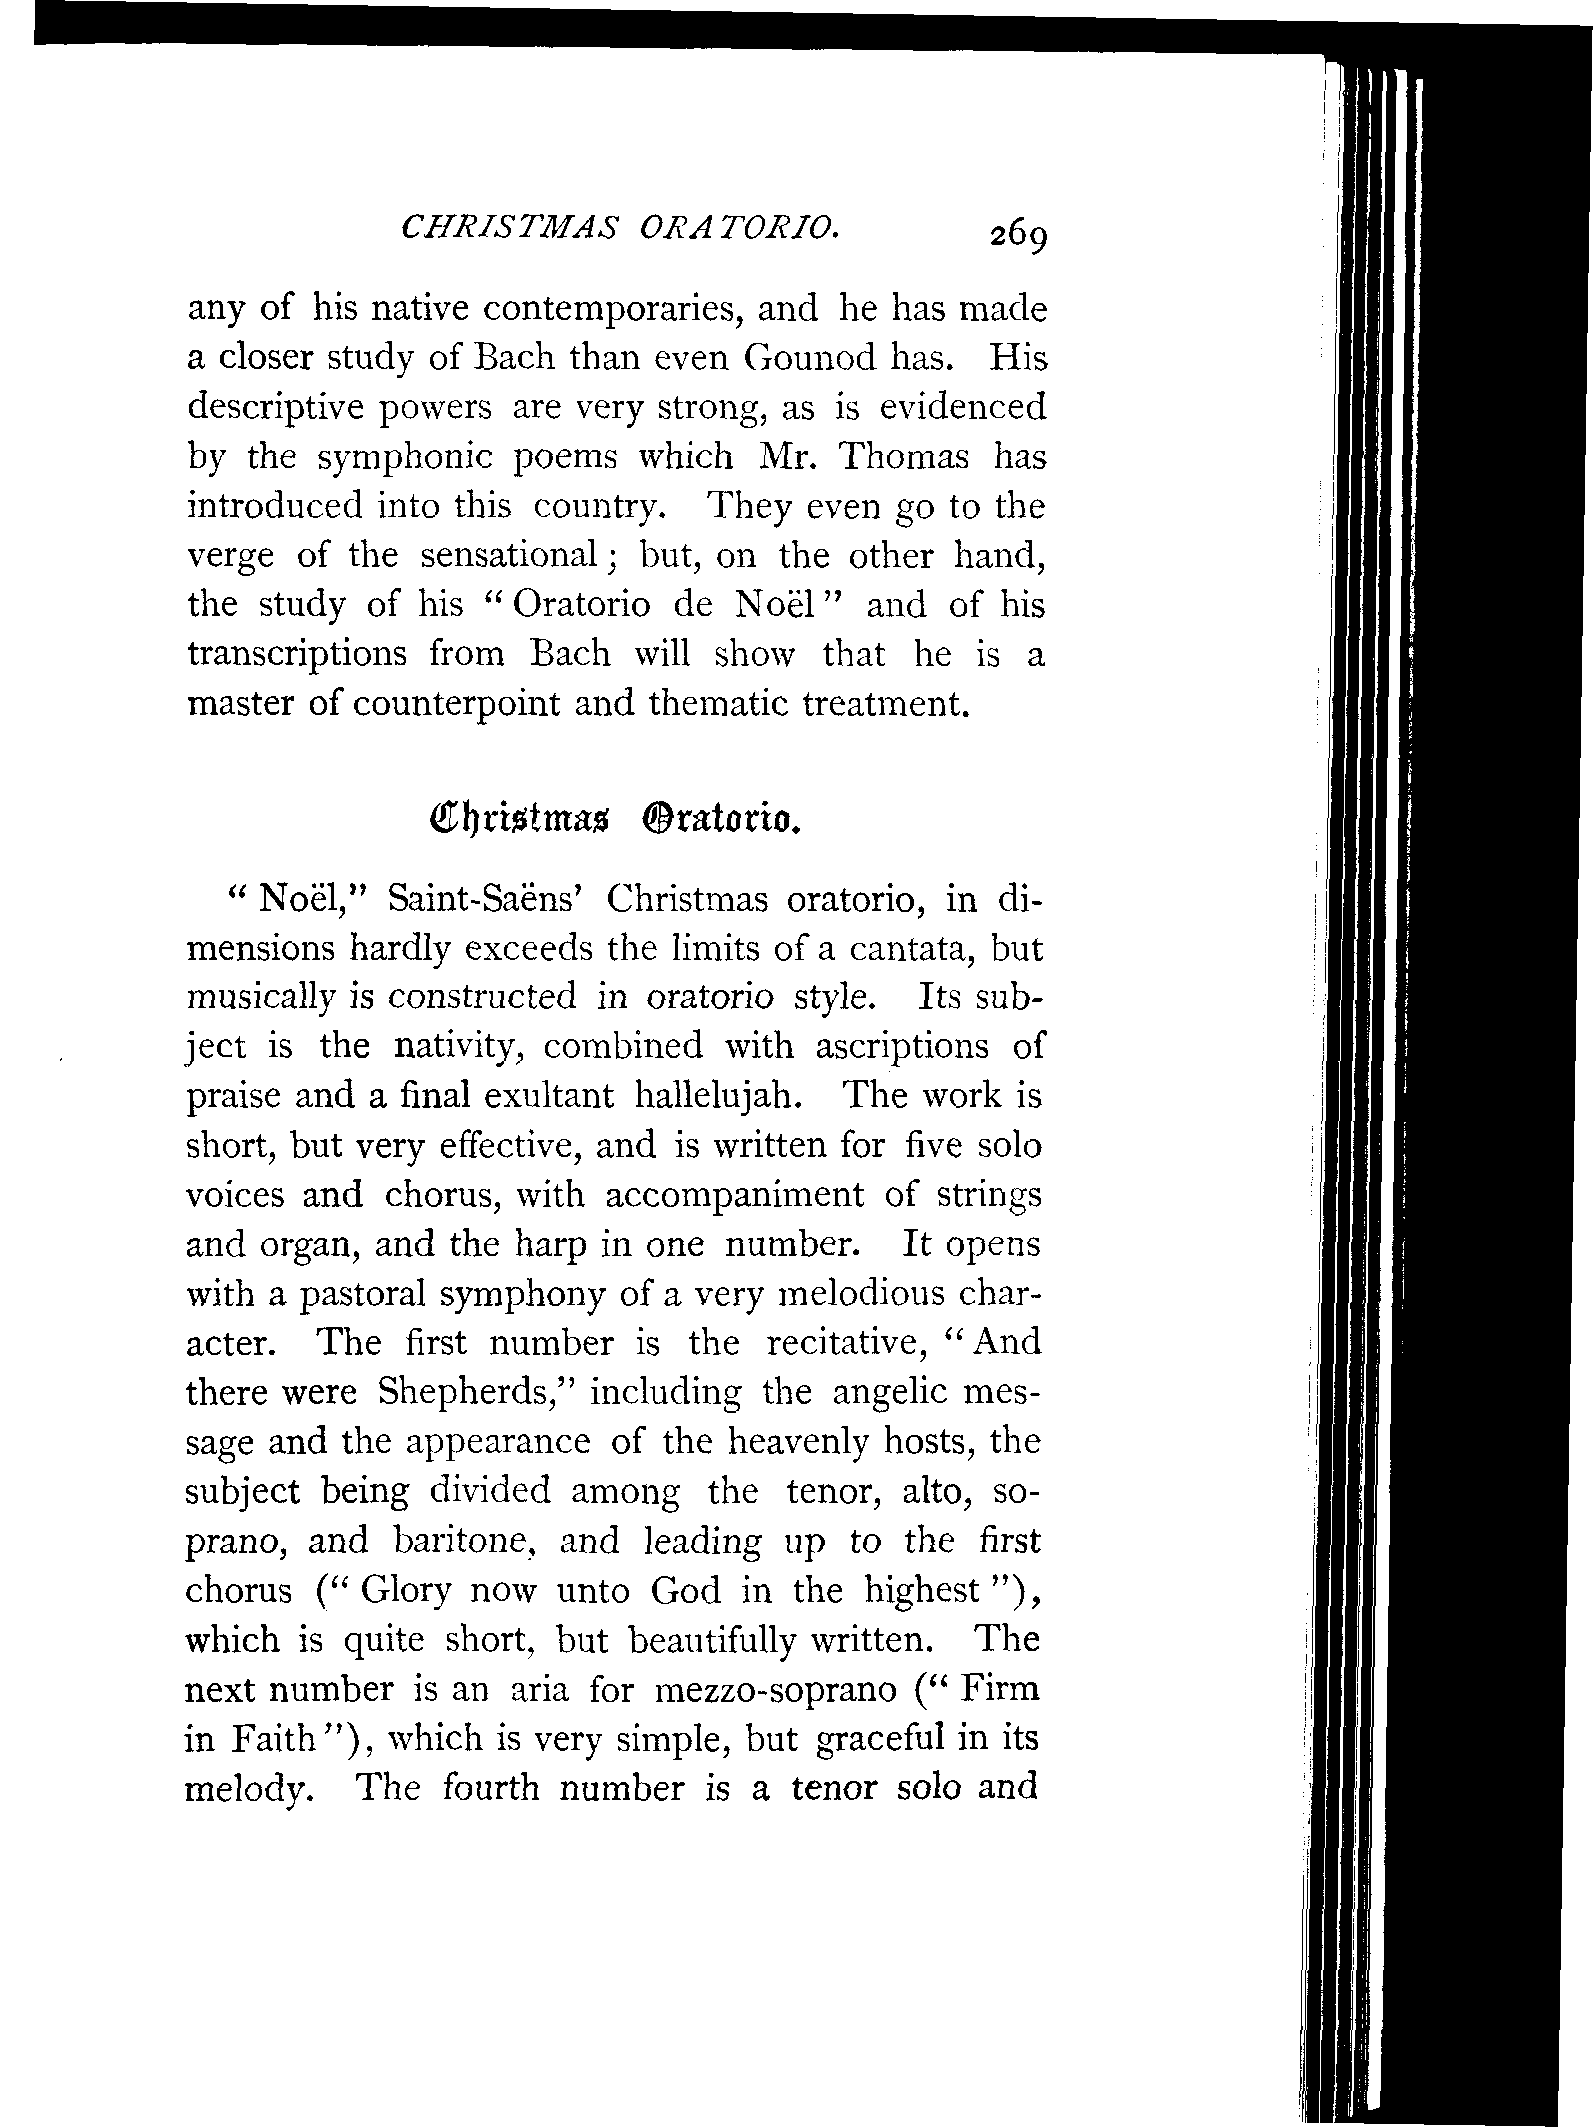 CHRISTMAS ORATORIO. 269
any of his native contemporaries, and he has made
a closer study of Bach than even Gounod has. His
descriptive powers are very strong, as is evidenced
by the symphonic poems which Mr. Thomas has
introduced into this country. They even go to the
verge of the sensational; but, on the other hand,
the study of his "Oratorio de Noël" and of his
transcriptions from Bach will show that he is a
master of counterpoint and thematic treatment.
Christmas Oratorio.
"Noël," Saint-Saëns' Christmas oratorio, in di-
mensions hardly exceeds the limits of a cantata, but
musically is constructed in oratorio style. Its sub-
ject is the nativity, combined with ascriptions of
praise and a final exultant hallelujah. The work is
short, but very effective, and is written for five solo
voices and chorus, with accompaniment of strings
and organ, and the harp in one number. It opens
with a pastoral symphony of a very melodious char-
acter. The first number is the recitative, "And
there were Shepherds," including the angelic mes-
sage and the appearance of the heavenly hosts, the
subject being divided among the tenor, alto, so-
prano, and baritone, and leading up to the first
chorus ("Glory now unto God in the highest"),
which is quite short, but beautifully written. The
next number is an aria for mezzo-soprano ("Firm
in Faith"), which is very simple, but graceful in its
melody. The fourth number is a tenor solo and